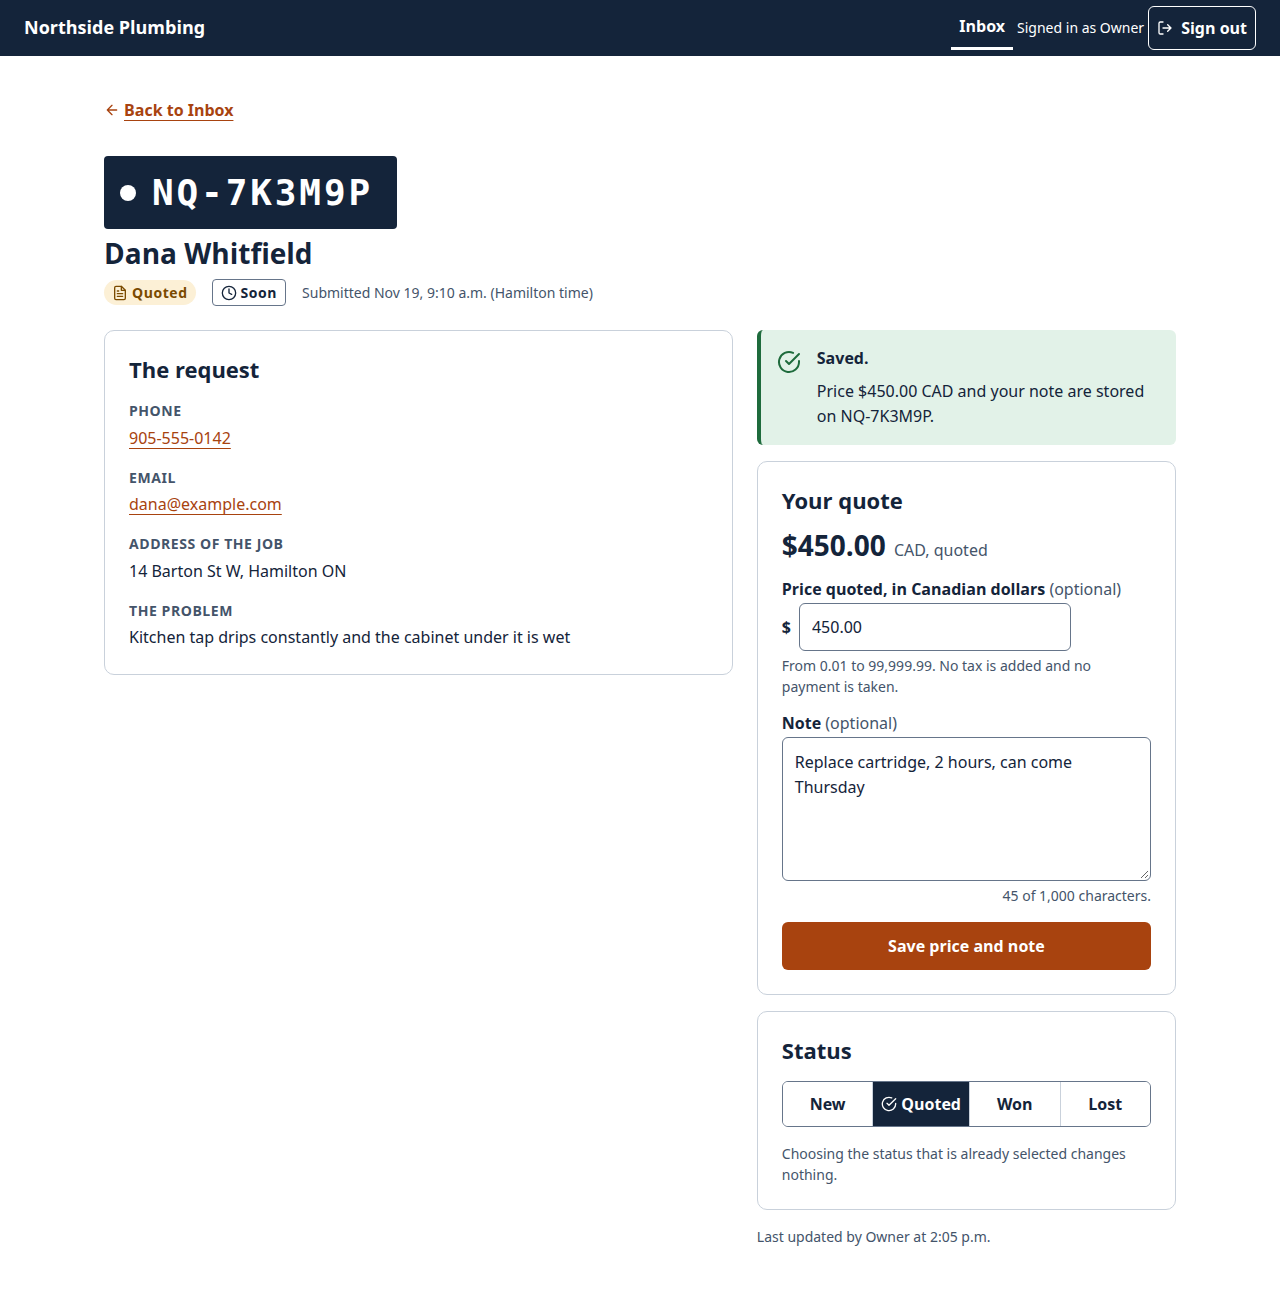 Northside Plumbing
Inbox
Signed in as Owner
Sign out
Back to Inbox
NQ-7K3M9P
Dana Whitfield
Quoted
Soon
Submitted Nov 19, 9:10 a.m. (Hamilton time)
The request
PHONE
905-555-0142
EMAIL
dana@example.com
ADDRESS OF THE JOB
14 Barton St W, Hamilton ON
THE PROBLEM
Kitchen tap drips constantly and the cabinet under it is wet
Saved.
Price $450.00 CAD and your note are stored
on NQ-7K3M9P.
Your quote
$450.00 CAD, quoted
Price quoted, in Canadian dollars (optional)
$ 450.00
From 0.01 to 99,999.99. No tax is added and no
payment is taken.
Note (optional)
Replace cartridge, 2 hours, can come
Thursday
45 of 1,000 characters.
Save price and note
Status
New
Quoted
Won
Lost
Choosing the status that is already selected changes
nothing.
Last updated by Owner at 2:05 p.m.